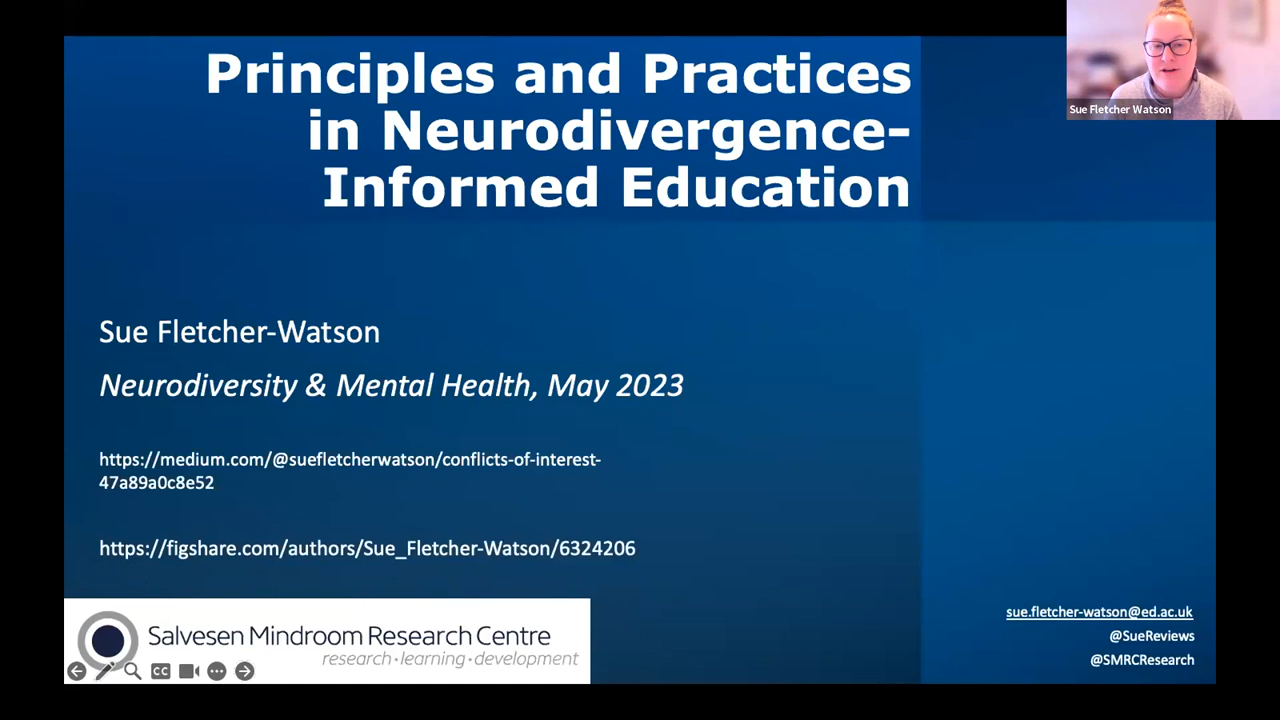 Principles and Practices
in Neurodivergence-
Informed Education
Sue Fletcher Watson
Sue Fletcher-Watson
Neurodiversity & Mental Health, May 2023
https://medium.com/@suefletcherwatson/conflicts-of-interest-
47a89a0c8e52
https://figshare.com/authors/Sue_Fletcher-Watson/6324206
Salvesen Mindroom Research Centre
research·learning·development
CC
sue.fletcher-watson@ed.ac.uk
@SueReviews
@SMRCResearch